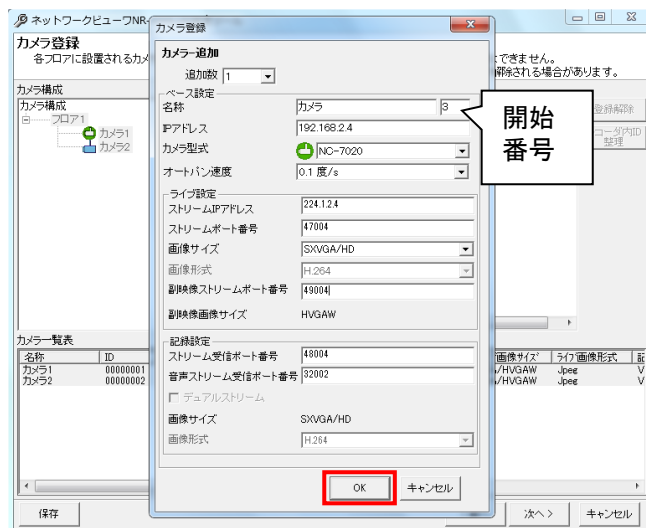 ネットワークビューワNR-
カメラ登録
各フロアに設置されるカメ
できません。
解除される場合があります。
カメラ構成
カメラ構成
フロア1
カメラ1
カメラ2
登録解除
コーダ内ID
整理
カメラ登録
カメラー追加
追加数 1
ベース設定
名称 カメラ 3
IPアドレス 192.168.2.4
カメラ型式 NC-7020
オートパン速度 0.1 度/s
ライブ設定
ストリームIPアドレス 224.1.2.4
ストリームポート番号 47004
画像サイズ SXVGA/HD
画像形式 H.264
副映像ストリームポート番号 49004
副映像画像サイズ HVGAW
記録設定
ストリーム受信ポート番号 48004
音声ストリーム受信ポート番号 32002
デュアルストリーム
画像サイズ SXVGA/HD
画像形式 H.264
OK キャンセル
開始
番号
カメラ一覧表
名称 ID 画像サイズ ライブ画像形式 記
カメラ1 00000001 /HVGAW Jpeg V
カメラ2 00000002 /HVGAW Jpeg V
保存 次へ > キャンセル